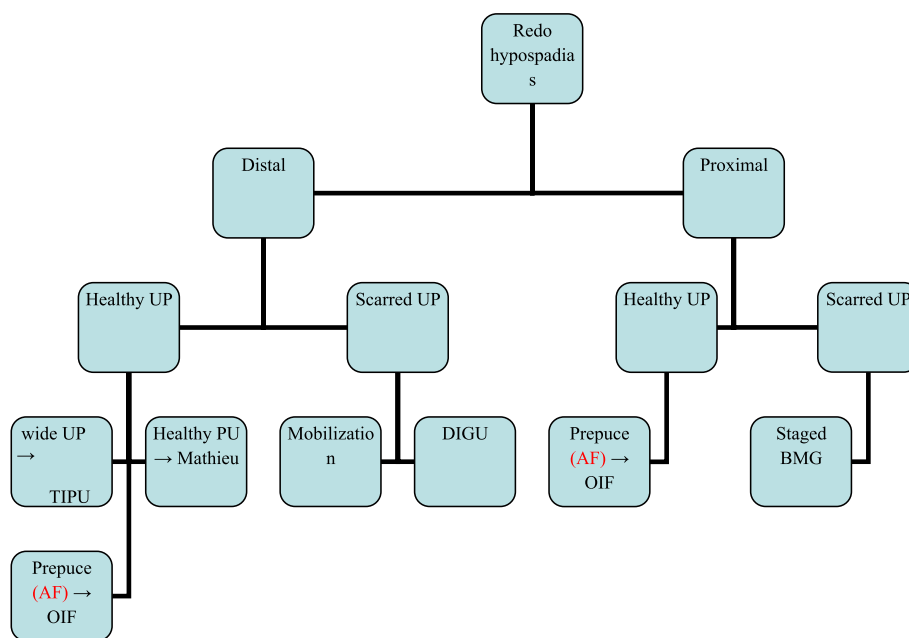 Redo
hypospadia
s
Distal
Proximal
Healthy UP
Scarred UP
Healthy UP
Scarred UP
wide UP
→
TIPU
Healthy PU
→ Mathieu
Mobilizatio
n
DIGU
Prepuce
(AF) →
OIF
Staged
BMG
Prepuce
(AF) →
OIF